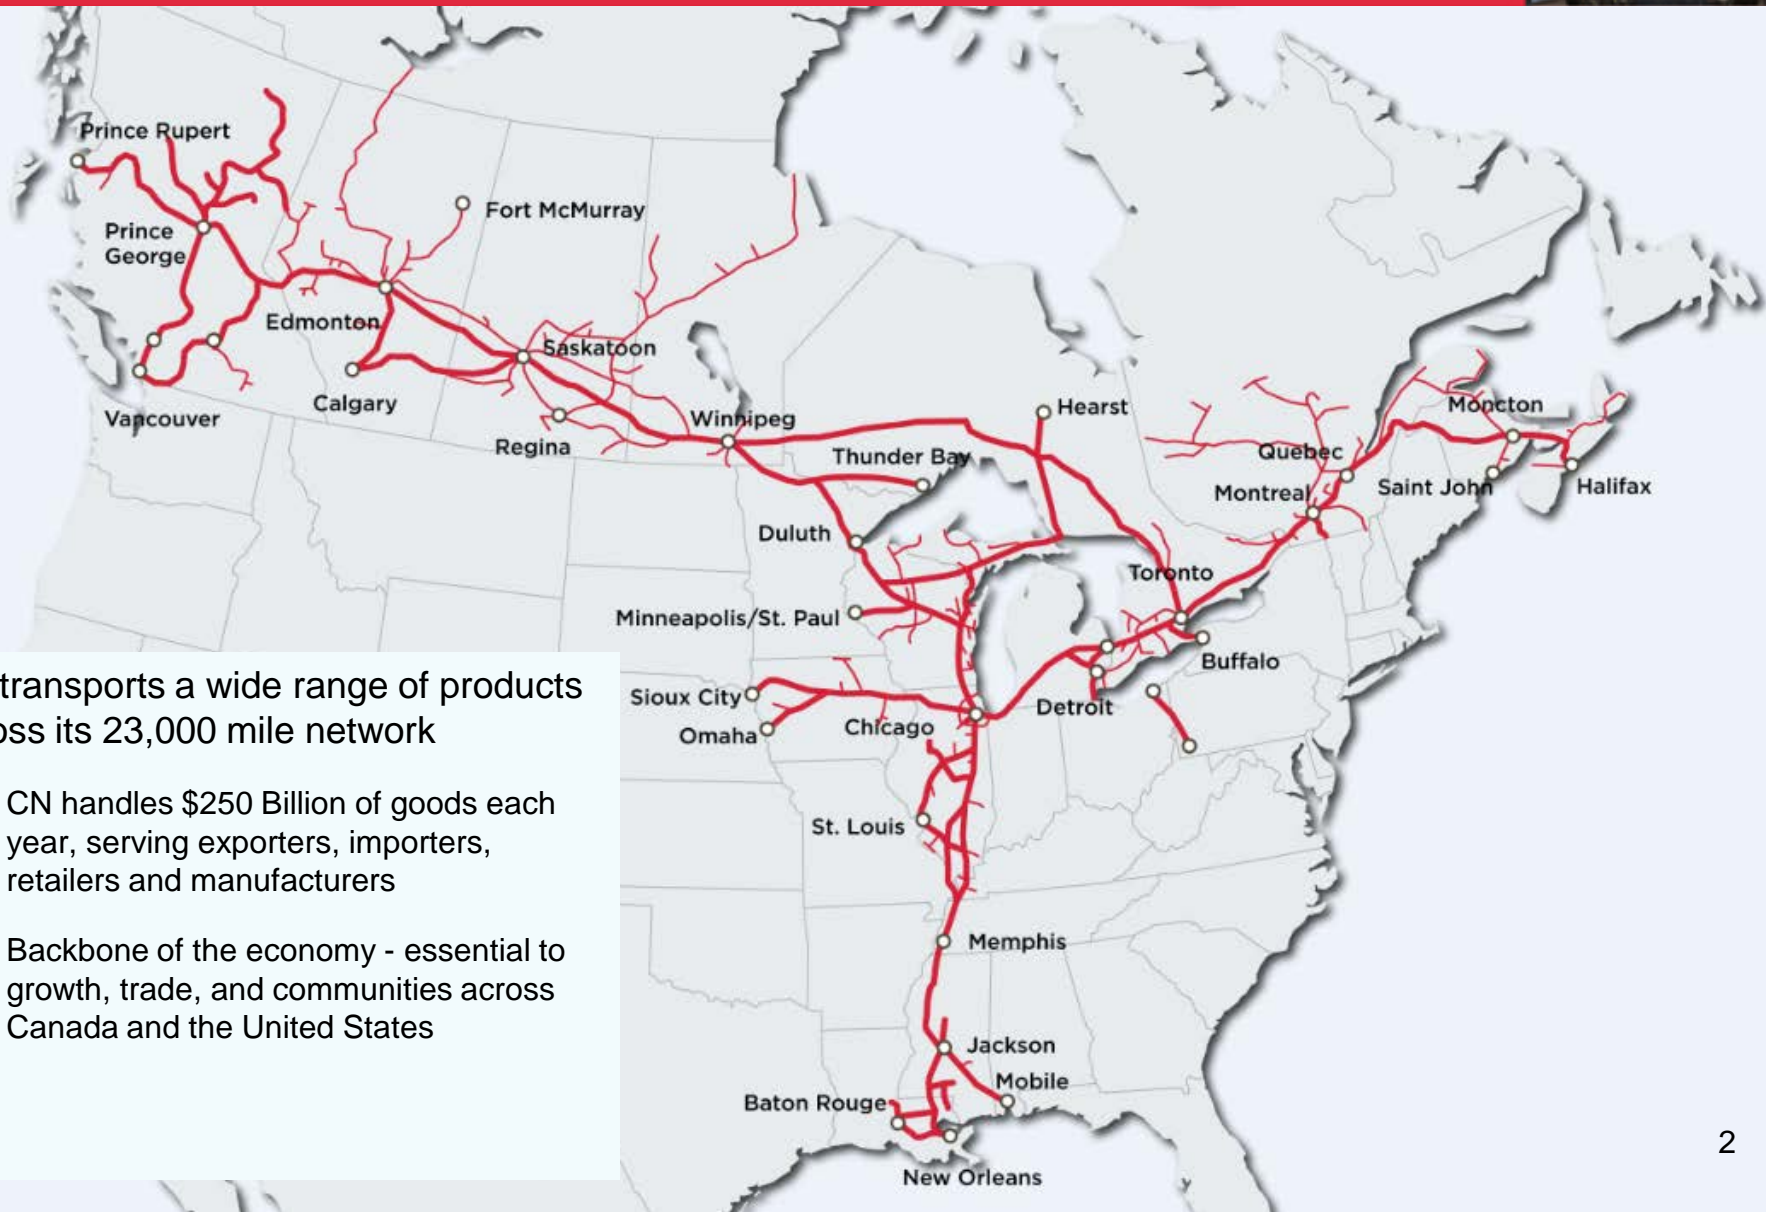 Prince Rupert
Fort McMurray
Prince
George
Edmonton
Saskatoon
Calgary
Vancouver
Regina
Winnipeg
Hearst
Thunder Bay
Moncton
Quebec
Montreal
Saint John
Halifax
Duluth
Toronto
Minneapolis/St. Paul
Buffalo
Sioux City
Detroit
Omaha
Chicago
St. Louis
Memphis
Jackson
Mobile
Baton Rouge
New Orleans
transports a wide range of products
oss its 23,000 mile network
CN handles $250 Billion of goods each
year, serving exporters, importers,
retailers and manufacturers
Backbone of the economy - essential to
growth, trade, and communities across
Canada and the United States
2